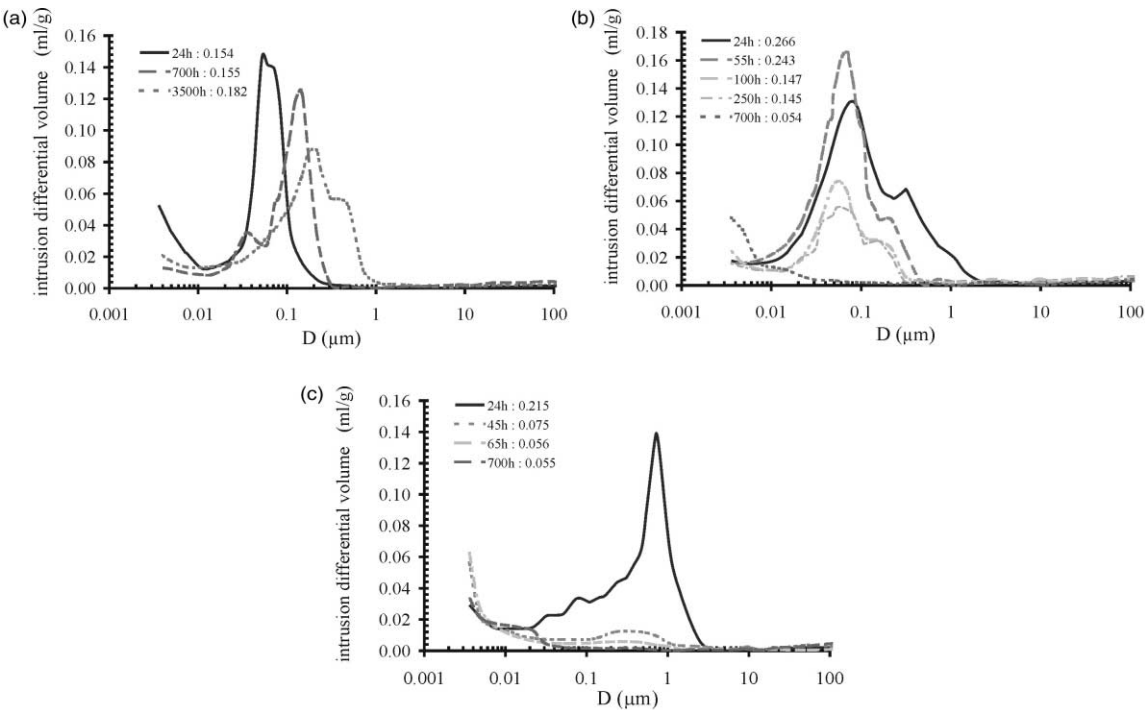 (a)
intrusion differential volume (ml/g)
0.16
0.14
0.12
0.10
0.08
0.06
0.04
0.02
0.00
24h : 0.154
700h : 0.155
3500h : 0.182
0.001 0.01 0.1 1 10 100
D (µm)
(b)
intrusion differential volume (ml/g)
0.18
0.16
0.14
0.12
0.10
0.08
0.06
0.04
0.02
0.00
24h : 0.266
55h : 0.243
100h : 0.147
250h : 0.145
700h : 0.054
0.001 0.01 0.1 1 10 100
D (µm)
(c)
intrusion differential volume (ml/g)
0.16
0.14
0.12
0.10
0.08
0.06
0.04
0.02
0.00
24h : 0.215
45h : 0.075
65h : 0.056
700h : 0.055
0.001 0.01 0.1 1 10 100
D (µm)